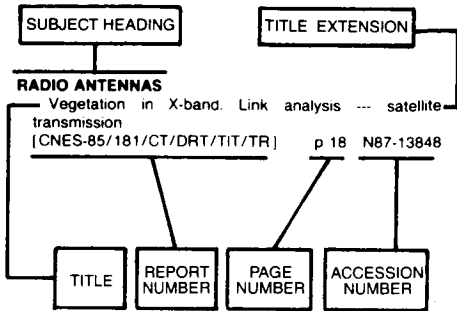 SUBJECT HEADING
TITLE EXTENSION
RADIO ANTENNAS
Vegetation in X-band. Link analysis --- satellite
transmission
[CNES-85/181/CT/DRT/TIT/TR] p 18 N87-13848
TITLE
REPORT
NUMBER
PAGE
NUMBER
ACCESSION
NUMBER